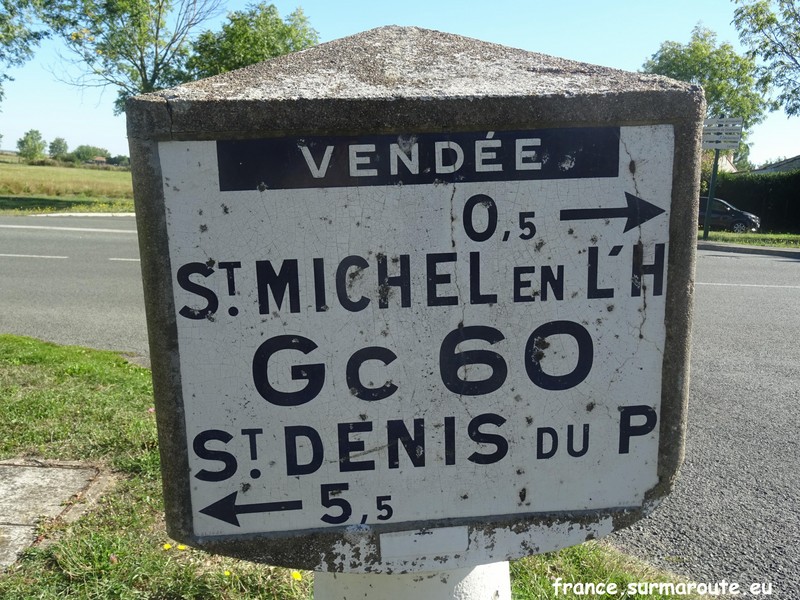 VENDÉE
0,5
ST. MICHEL EN L'H
GC 60
ST. DENIS DU P
5,5
france.surmaroute.eu